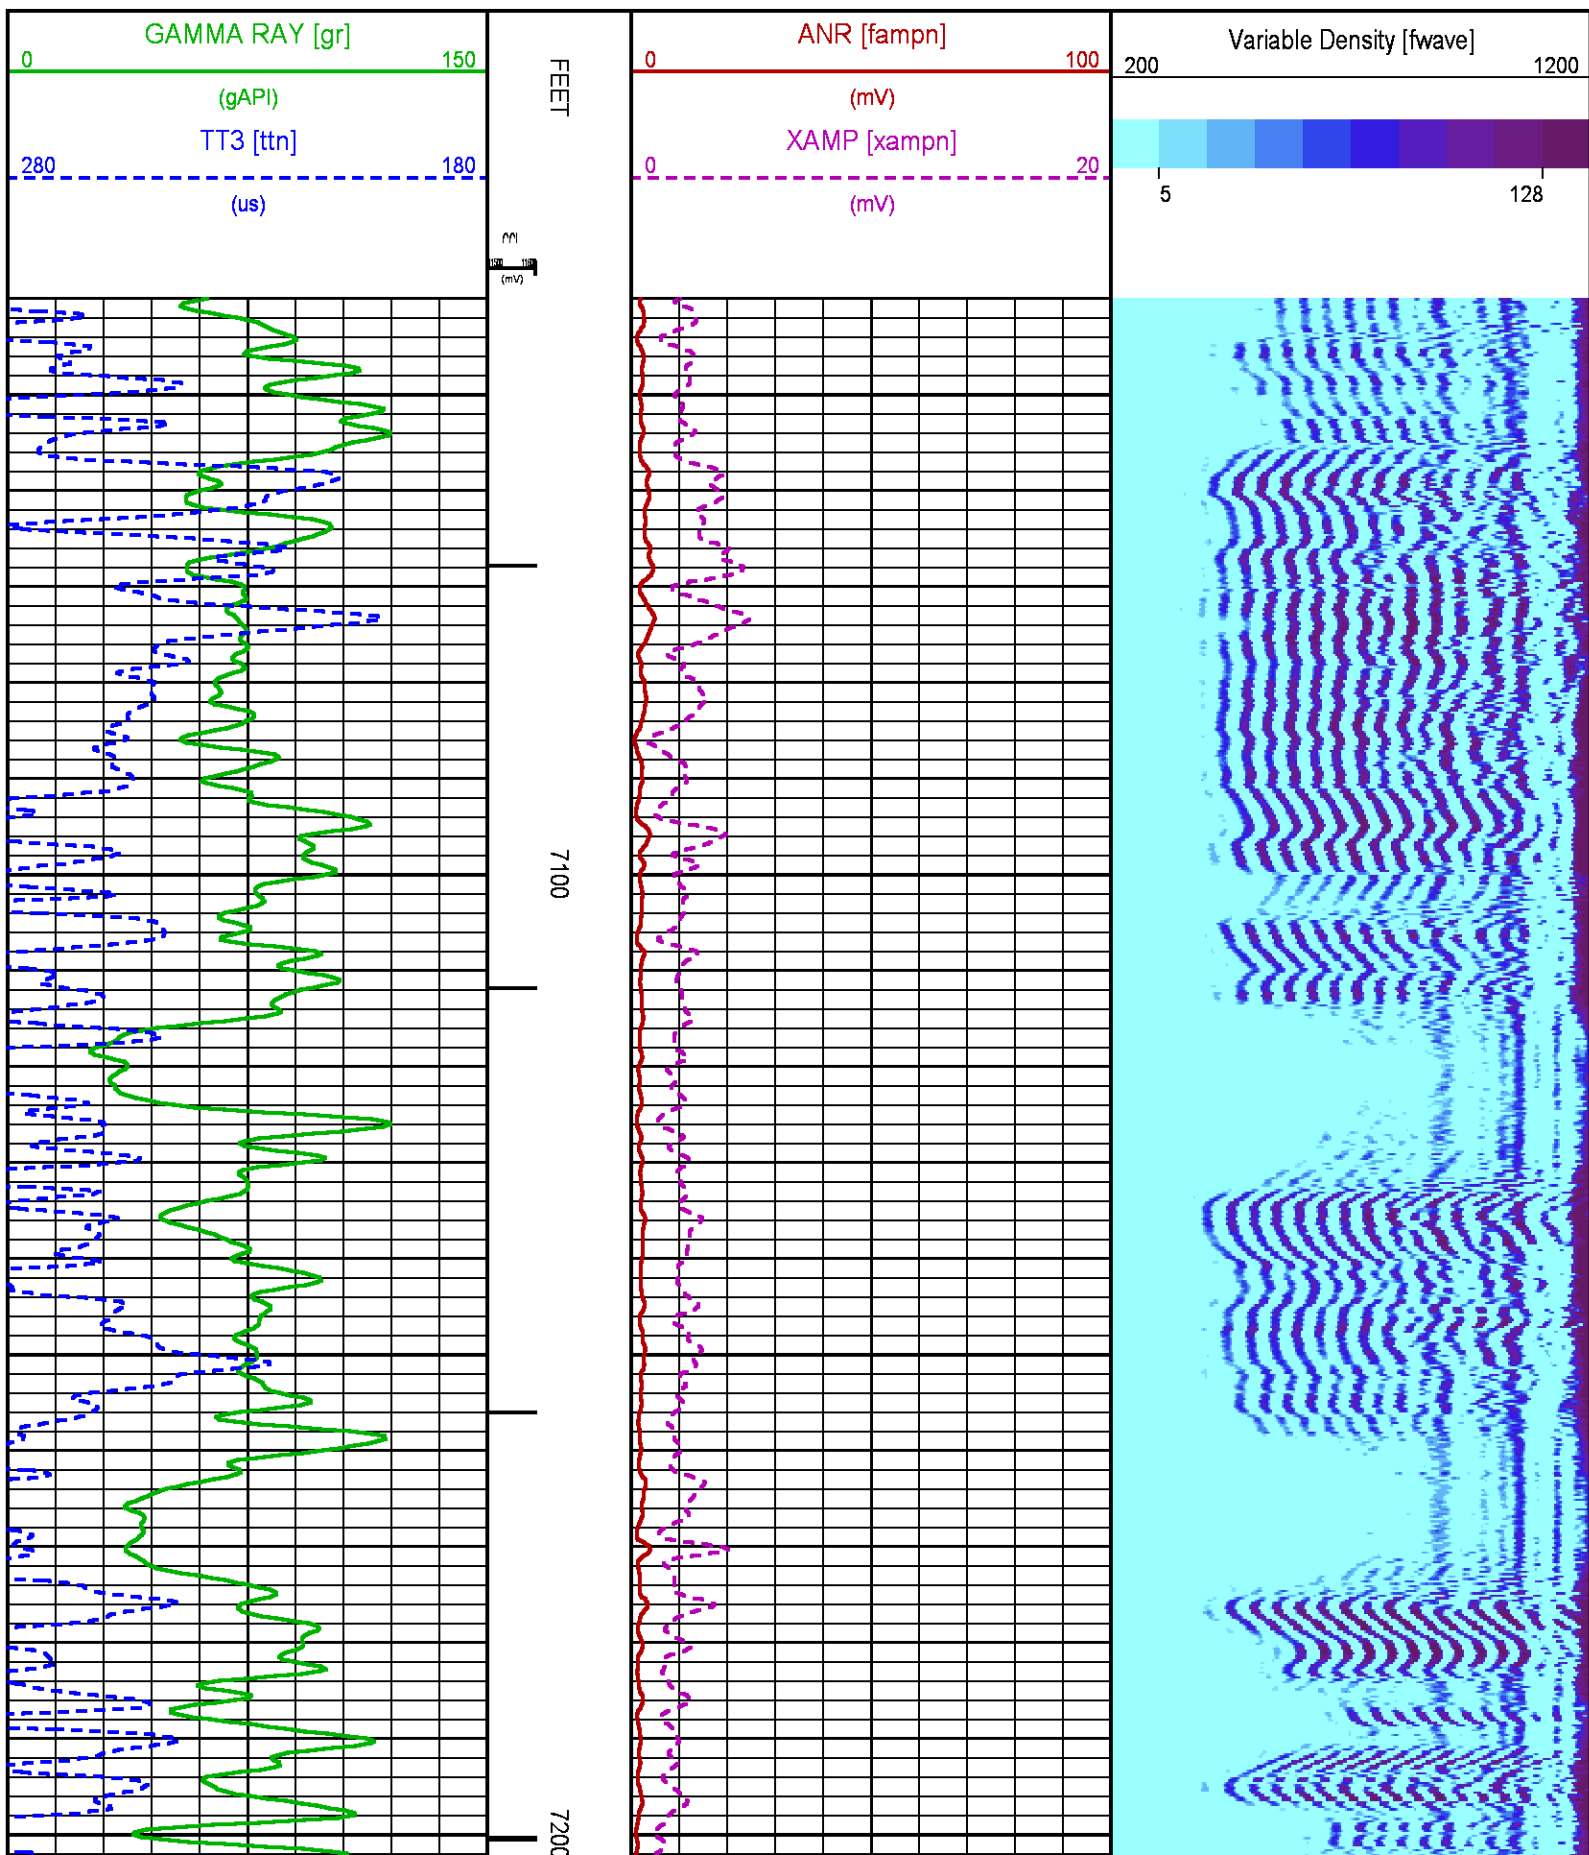 GAMMA RAY [gr]
0 150
(gAPI)
TT3 [ttn]
280 180
(us)
FEET
(mV)
ANR [fampn]
0 100
(mV)
XAMP [xampn]
0 20
(mV)
Variable Density [fwave]
200 1200
5 128
7100
7200